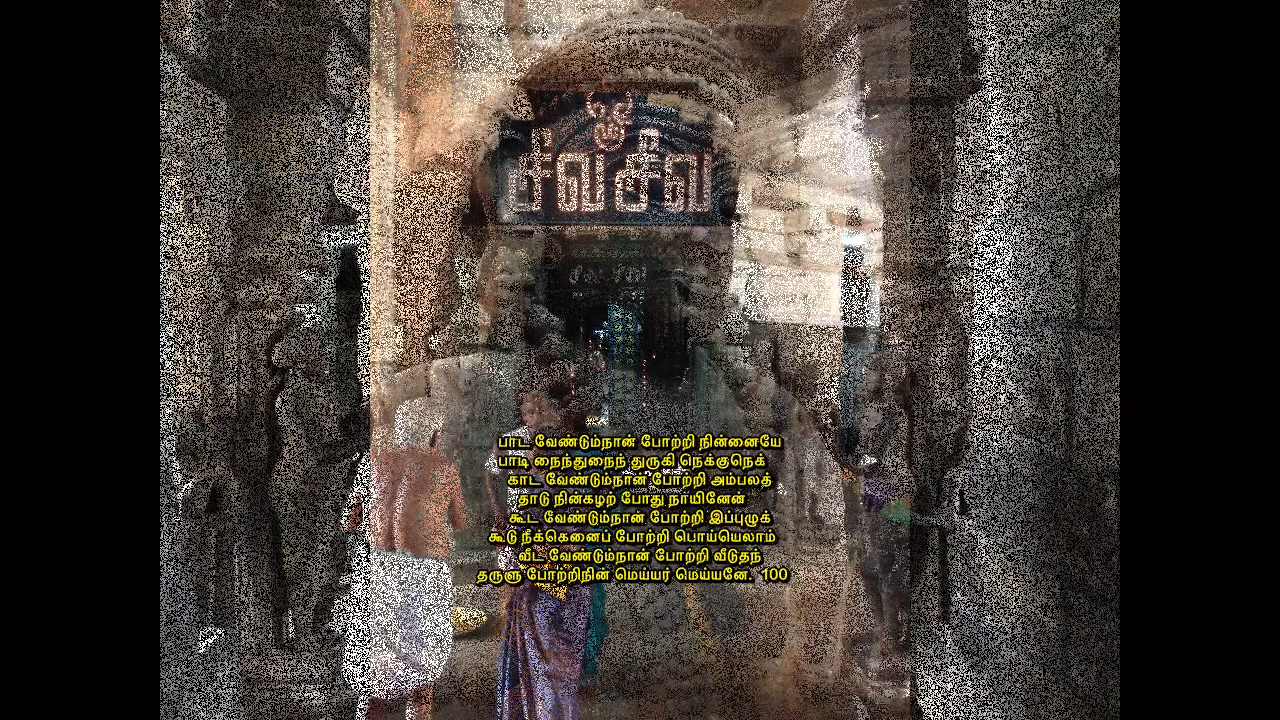 ஸ்ரீ
சிவசிவ
பாட வேண்டும்நான் போற்றி நின்னையே
பாடி நைந்துநைந் துருகி நெக்குநெக்
காட வேண்டும்நான் போற்றி அம்பலத்
தாடு நின்கழற் போது நாயினேன்
கூட வேண்டும்நான் போற்றி இப்புழுக்
கூடு நீக்கெனைப் போற்றி பொய்யெலாம்
வீட வேண்டும்நான் போற்றி வீடுதந்
தருளு போற்றிநின் மெய்யர் மெய்யனே. 100